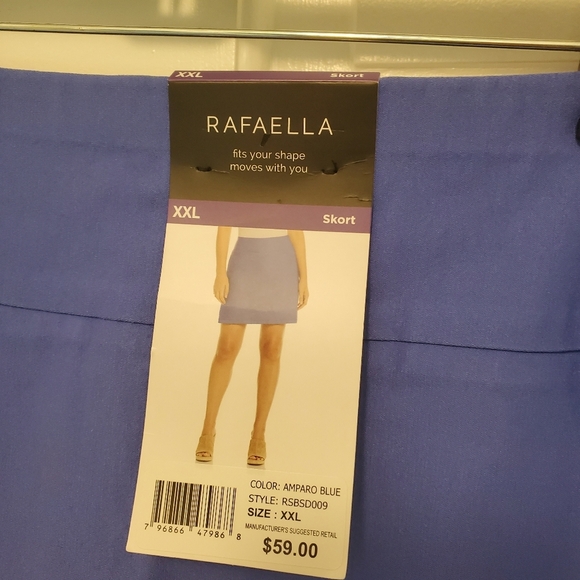 XXL Skort
RAFAELLA
fits your shape
moves with you
XXL Skort
COLOR: AMPARO BLUE
STYLE: RSBSD009
SIZE : XXL
MANUFACTURER'S SUGGESTED RETAIL
$59.00
7 96866 47986 8